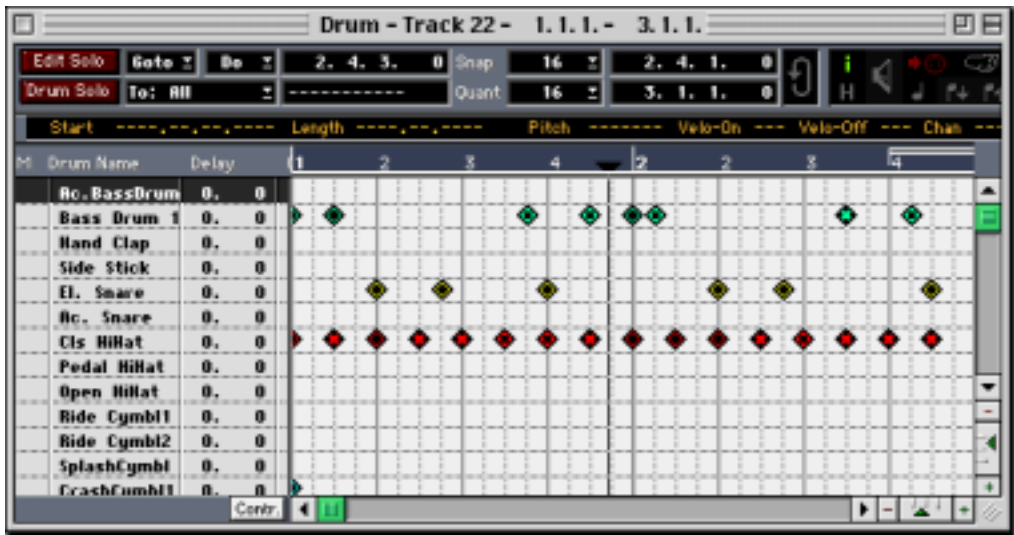 Drum - Track 22 - 1. 1. 1. - 3. 1. 1.
Edit Solo Goto Do 2. 4. 3. 0 Snap 16 2. 4. 1. 0
Drum Solo To: All ----------- Quant 16 3. 1. 1. 0 H
Start ----.--.--.---- Length ----.--.---- Pitch ------- Velo-On --- Velo-Off --- Chan ---
M Drum Name Delay 1 2 3 4 2 2 3 4
Ac.BassDrum 0. 0
Bass Drum 1 0. 0
Hand Clap 0. 0
Side Stick 0. 0
El. Snare 0. 0
Ac. Snare 0. 0
Cls HiHat 0. 0
Pedal HiHat 0. 0
Open HiHat 0. 0
Ride Cymbl1 0. 0
Ride Cymbl2 0. 0
SplashCymbl 0. 0
CrashCymbl1 0. 0
Contr.